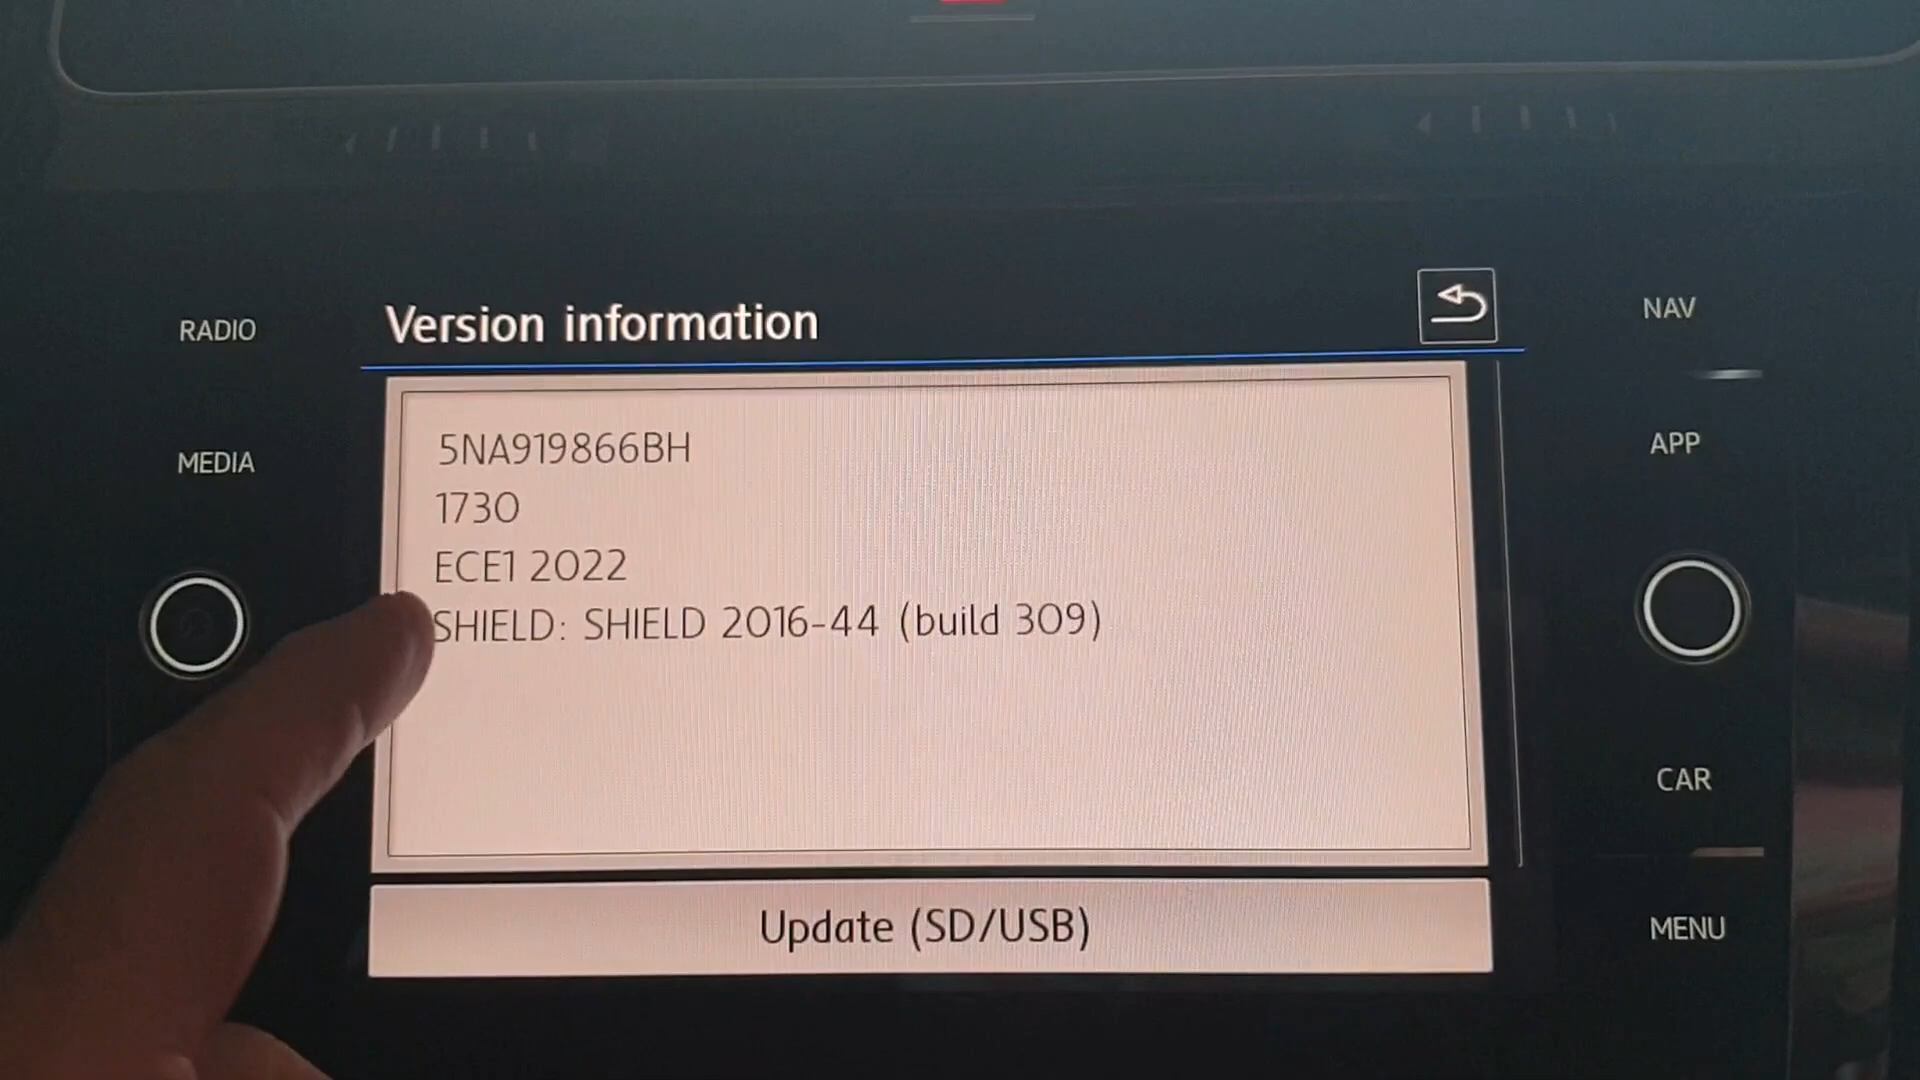 Version information
RADIO
NAV
MEDIA
APP
5NA919866BH
1730
ECE1 2022
SHIELD: SHIELD 2016-44 (build 309)
CAR
Update (SD/USB)
MENU